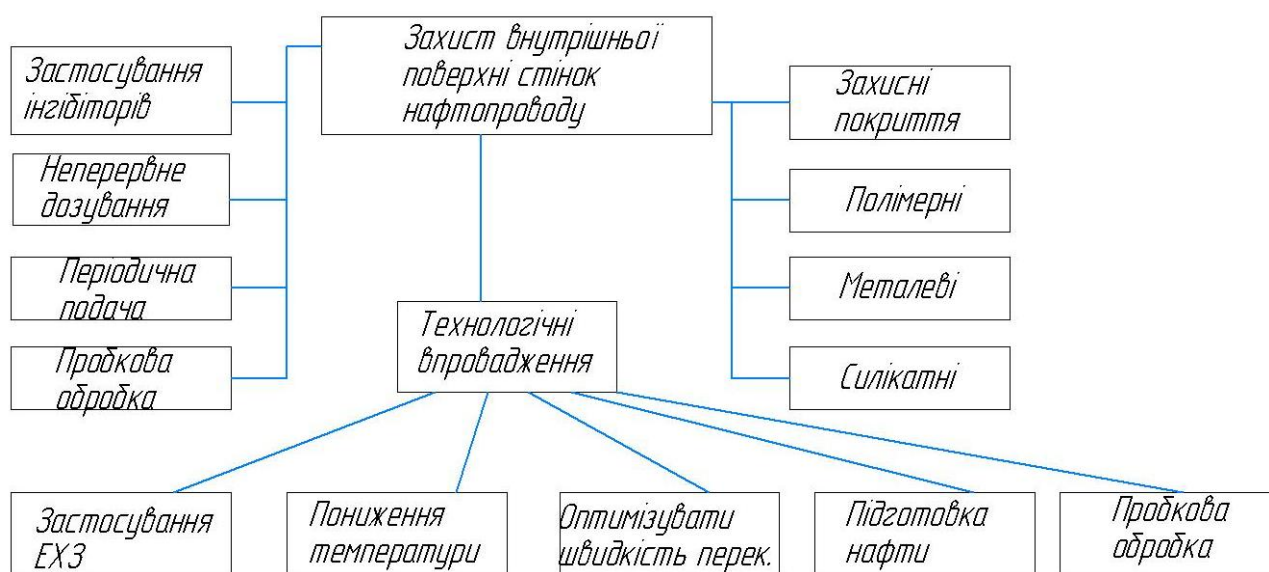 Захист внутрішньої
поверхні стінок
нафтопроводу
Застосування
інгібіторів
Неперервне
дозування
Періодична
подача
Пробкова
обробка
Захисні
покриття
Полімерні
Металеві
Силікатні
Технологічні
впровадження
Застосування
ЕХЗ
Пониження
температури
Оптимізувати
швидкість перек.
Підготовка
нафти
Пробкова
обробка